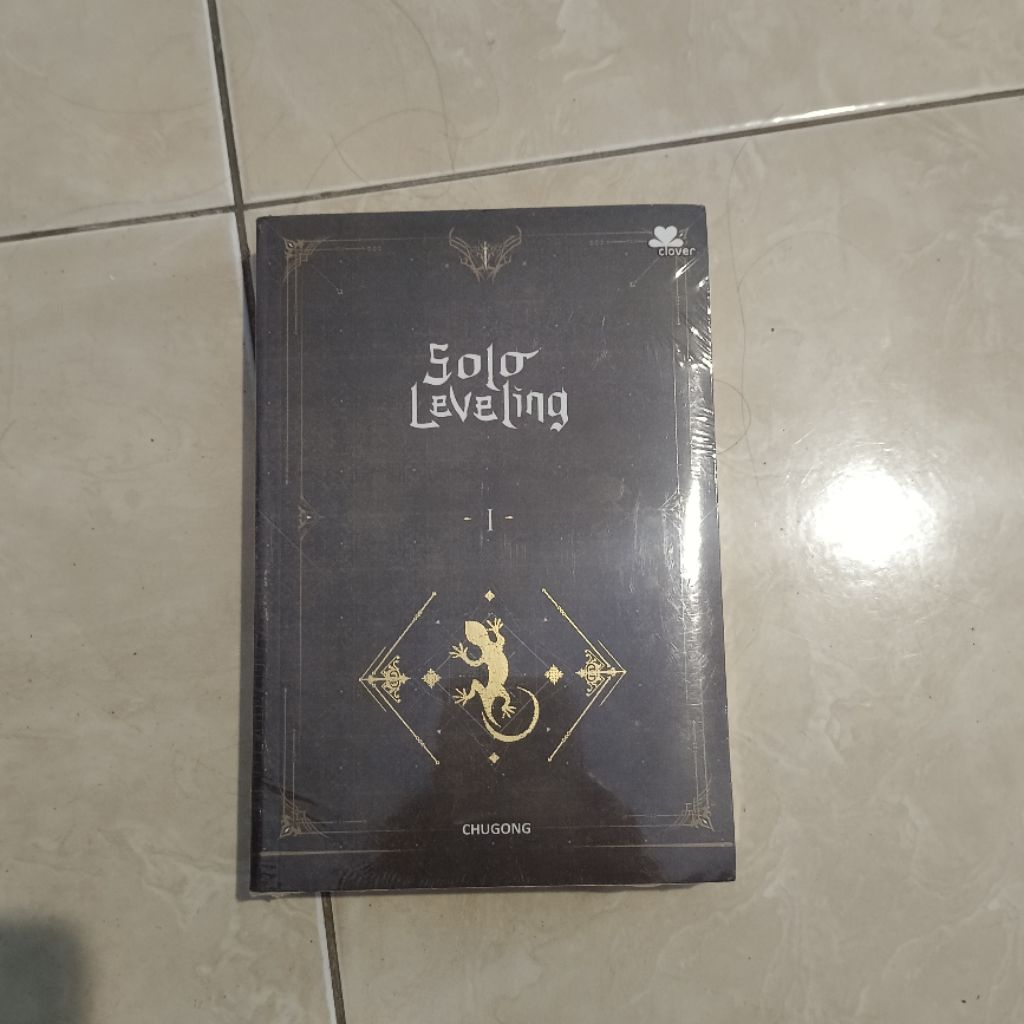 clover
Solo
Leveling
- I -
CHUGONG